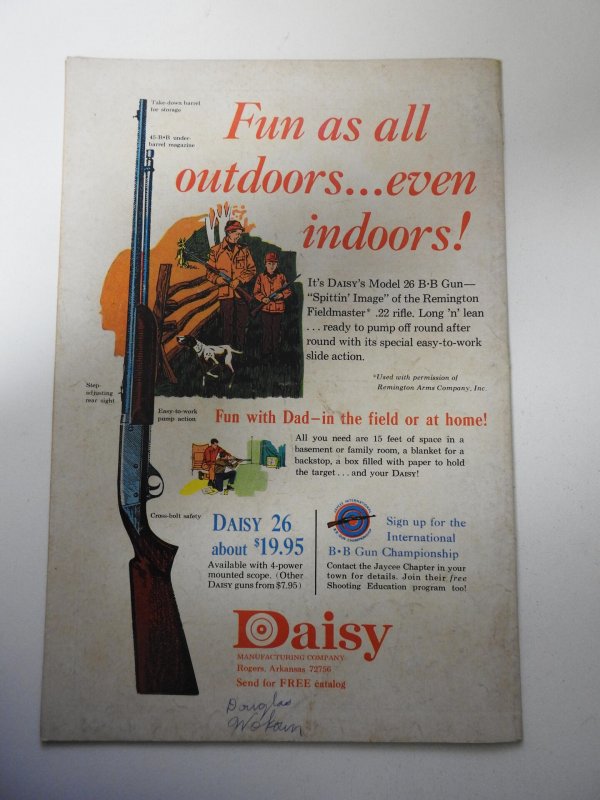 Take-down barrel
for storage
45-B•B under-
barrel magazine
Fun as all
outdoors...even
indoors!
It's DAISY'S Model 26 B•B Gun—
"Spittin' Image" of the Remington
Fieldmaster* .22 rifle. Long 'n' lean
. . . ready to pump off round after
round with its special easy-to-work
slide action.
*Used with permission of
Remington Arms Company, Inc.
Step-
adjusting
rear sight
Easy-to-work
pump action
Fun with Dad—in the field or at home!
All you need are 15 feet of space in a
basement or family room, a blanket for a
backstop, a box filled with paper to hold
the target . . . and your DAISY!
Cross-bolt safety
DAISY 26
about $19.95
Available with 4-power
mounted scope. (Other
DAISY guns from $7.95)
Sign up for the
International
B•B Gun Championship
Contact the Jaycee Chapter in your
town for details. Join their free
Shooting Education program too!
Daisy
MANUFACTURING COMPANY
Rogers, Arkansas 72756
Send for FREE catalog
Douglas